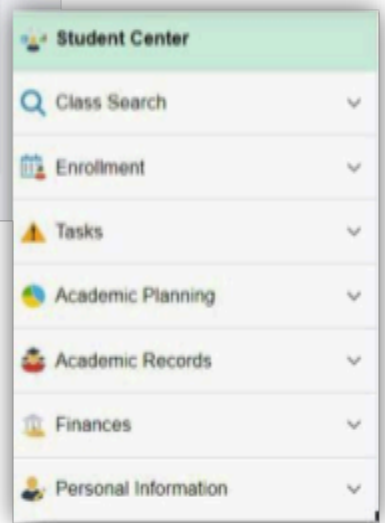 Student Center
Class Search
Enrollment
Tasks
Academic Planning
Academic Records
Finances
Personal Information